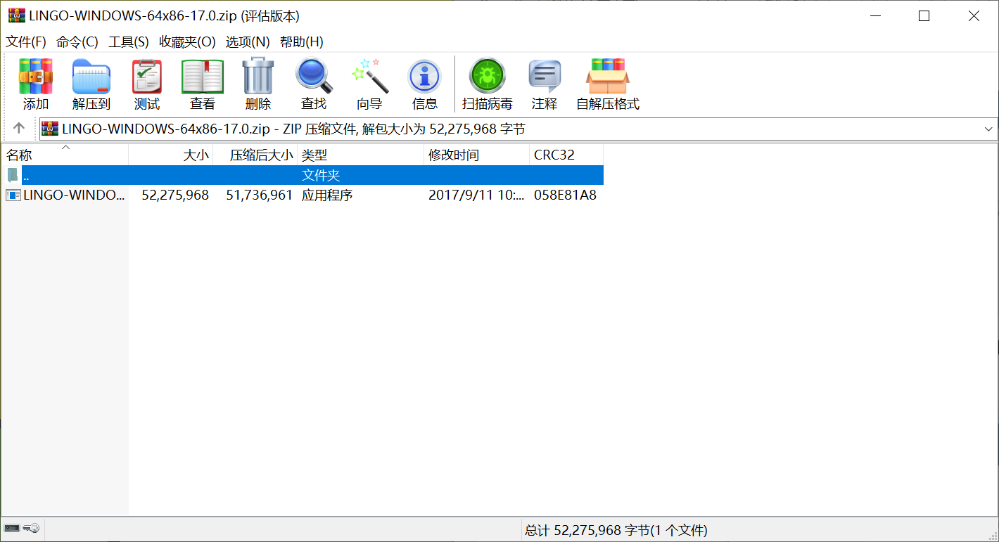 LINGO-WINDOWS-64x86-17.0.zip (评估版本)
文件(F) 命令(C) 工具(S) 收藏夹(O) 选项(N) 帮助(H)
添加 解压到 测试 查看 删除 查找 向导 信息 扫描病毒 注释 自解压格式
LINGO-WINDOWS-64x86-17.0.zip - ZIP 压缩文件, 解包大小为 52,275,968 字节
名称 大小 压缩后大小 类型 修改时间 CRC32
.. 文件夹
LINGO-WINDO... 52,275,968 51,736,961 应用程序 2017/9/11 10:... 058E81A8
总计 52,275,968 字节(1 个文件)